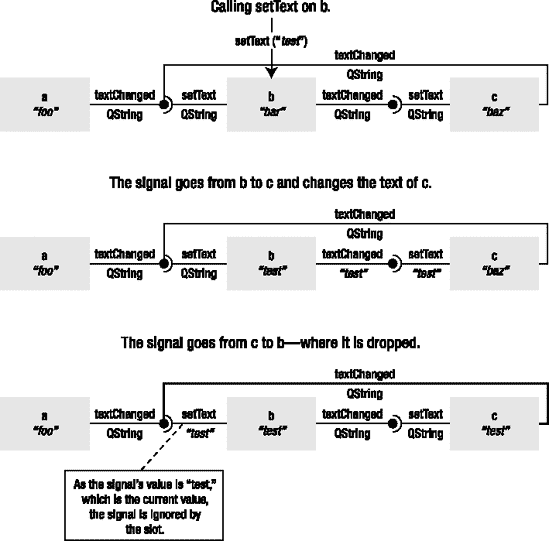 Calling setText on b.
setText ("test")
textChanged
QString
a
"foo"
textChanged
QString
setText
QString
b
"bar"
textChanged
QString
setText
QString
c
"baz"
The signal goes from b to c and changes the text of c.
textChanged
QString
a
"foo"
textChanged
QString
setText
QString
b
"test"
textChanged
"test"
setText
"test"
c
"baz"
The signal goes from c to b—where it is dropped.
textChanged
QString
a
"foo"
textChanged
QString
setText
"test"
b
"test"
textChanged
QString
setText
QString
c
"test"
As the signal's value is "test,"
which is the current value,
the signal is ignored by
the slot.